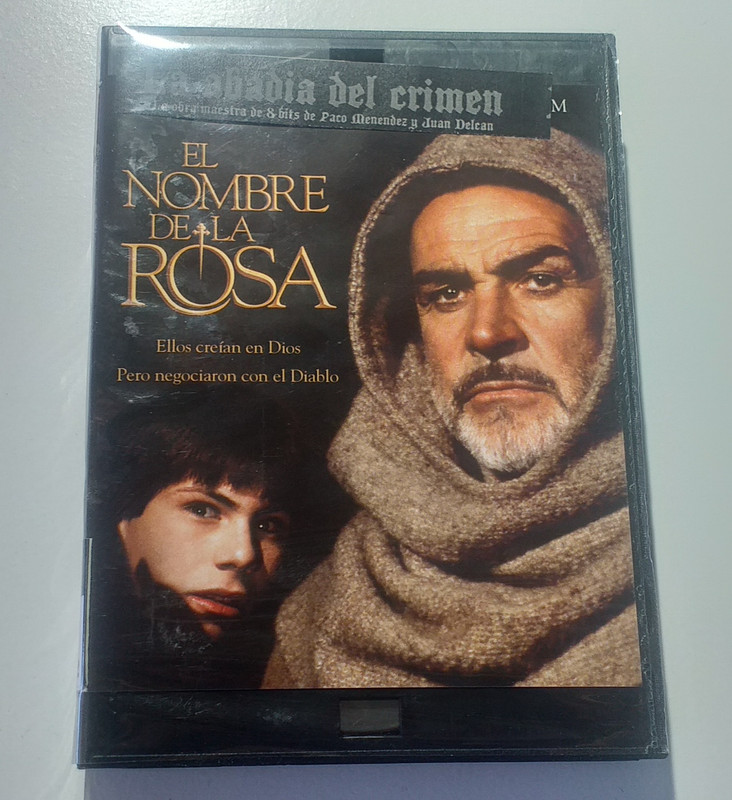 La abadia del crimen
La obra maestra de 8 bits de Paco Menendez y Juan Delcan
M
EL
NOMBRE
DE LA
ROSA
Ellos creían en Dios
Pero negociaron con el Diablo